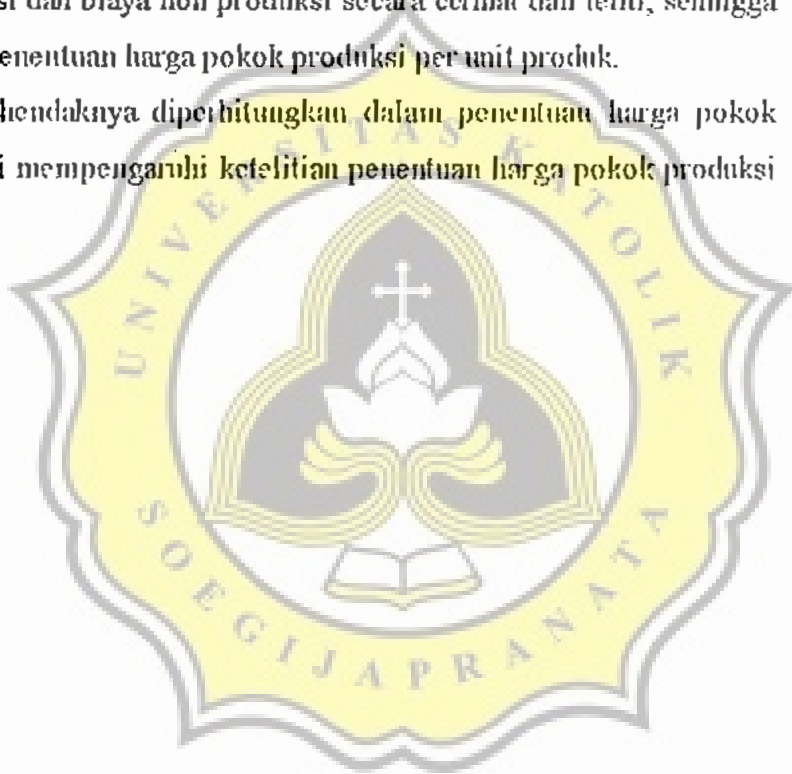 si dan biaya non produksi secara cermat dan teliti, sehingga
enentuan harga pokok produksi per unit produk.
hendaknya diperhitungkan dalam penentuan harga pokok
i mempengaruhi ketelitian penentuan harga pokok produksi
UNIVERSITAS KATOLIK
SOEGIJAPRANATA